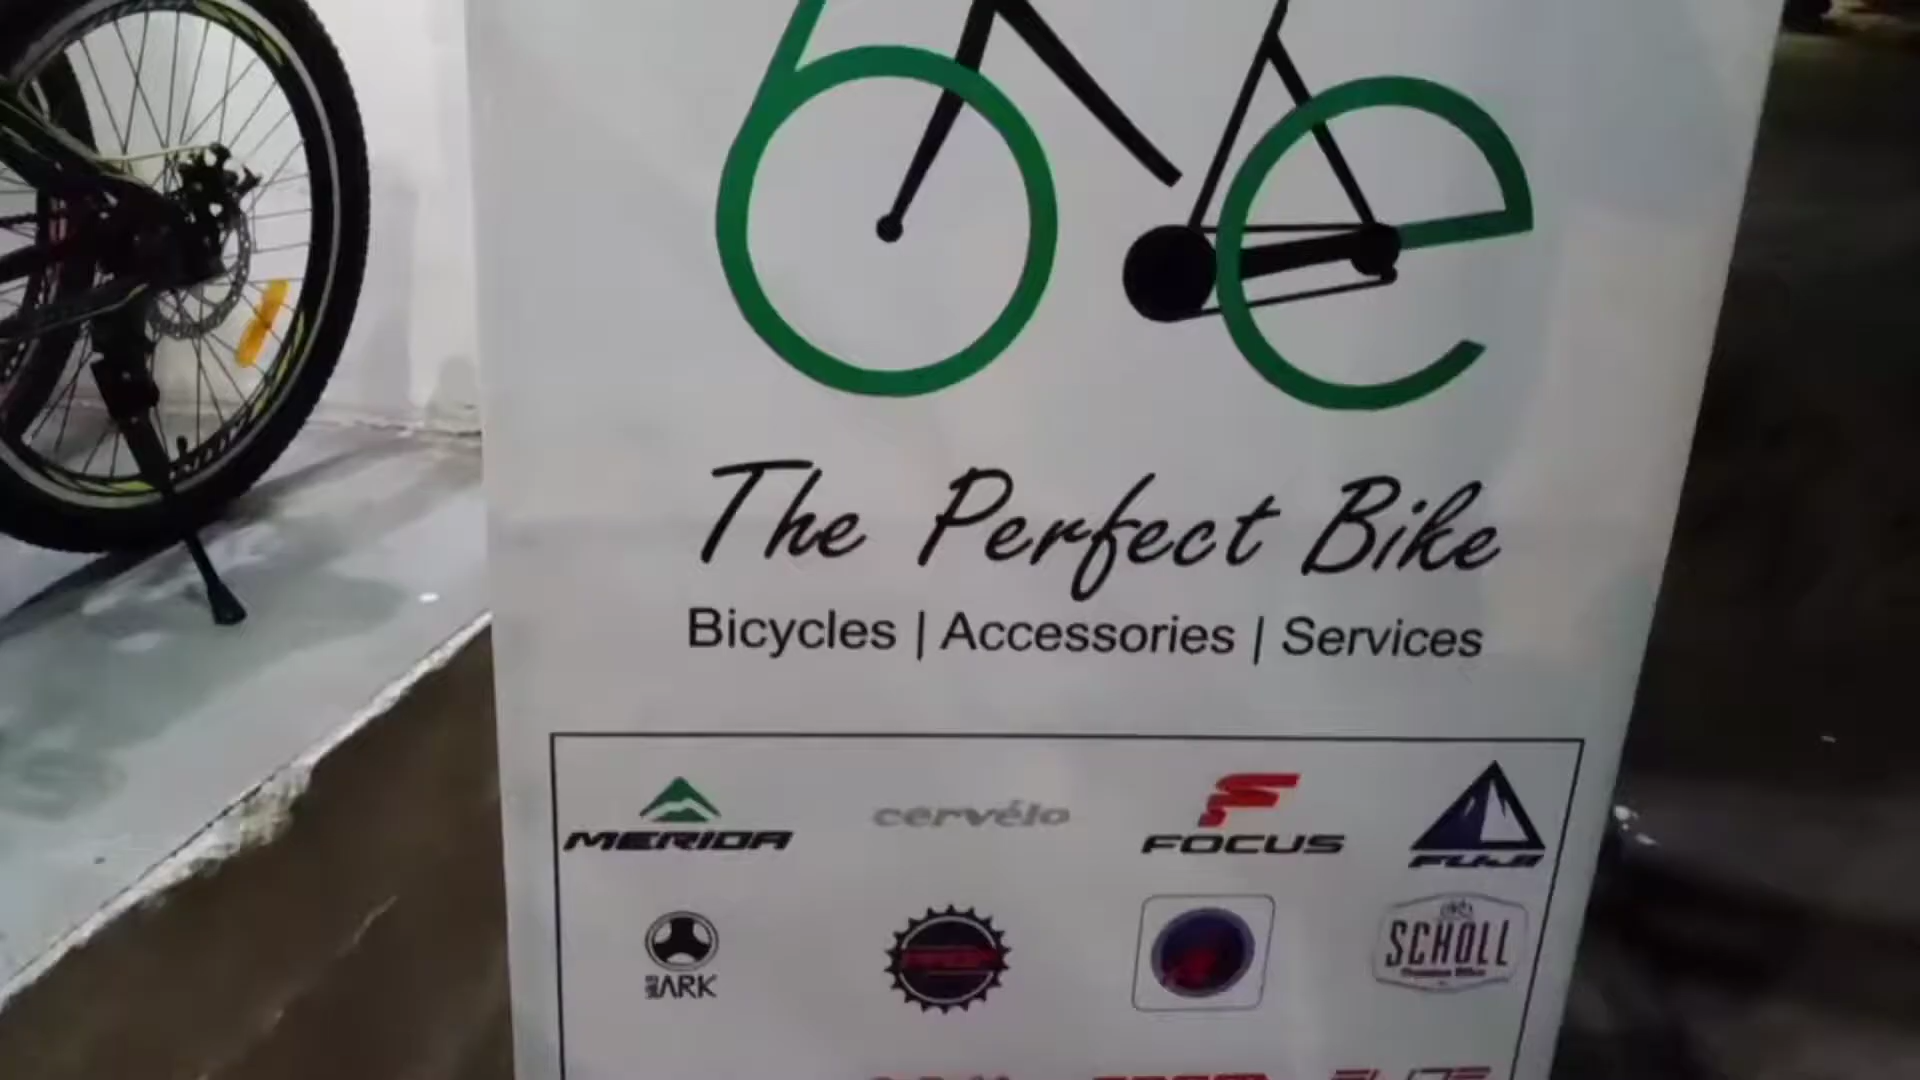 The Perfect Bike
Bicycles | Accessories | Services
MERIDA cervélo FOCUS FUJI
ARK SCHOLL